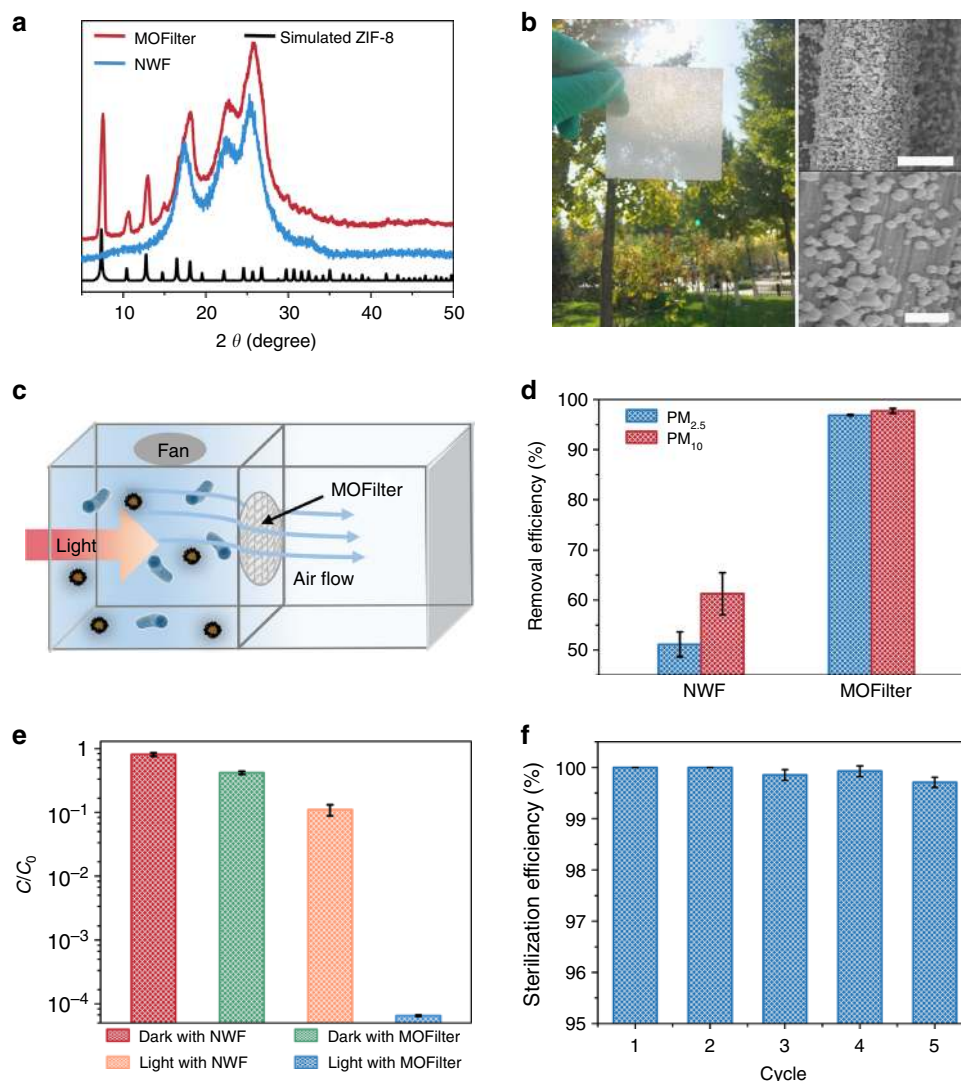 a
MOFilter
NWF
Simulated ZIF-8
10 20 30 40 50
2 θ (degree)
b
c
Fan
MOFilter
Light
Air flow
d
PM2.5
PM10
Removal efficiency (%)
100
90
80
70
60
50
NWF MOFilter
e
C/C0
1
10−1
10−2
10−3
10−4
Dark with NWF Dark with MOFilter
Light with NWF Light with MOFilter
f
Sterilization efficiency (%)
100
99
98
97
96
95
1 2 3 4 5
Cycle